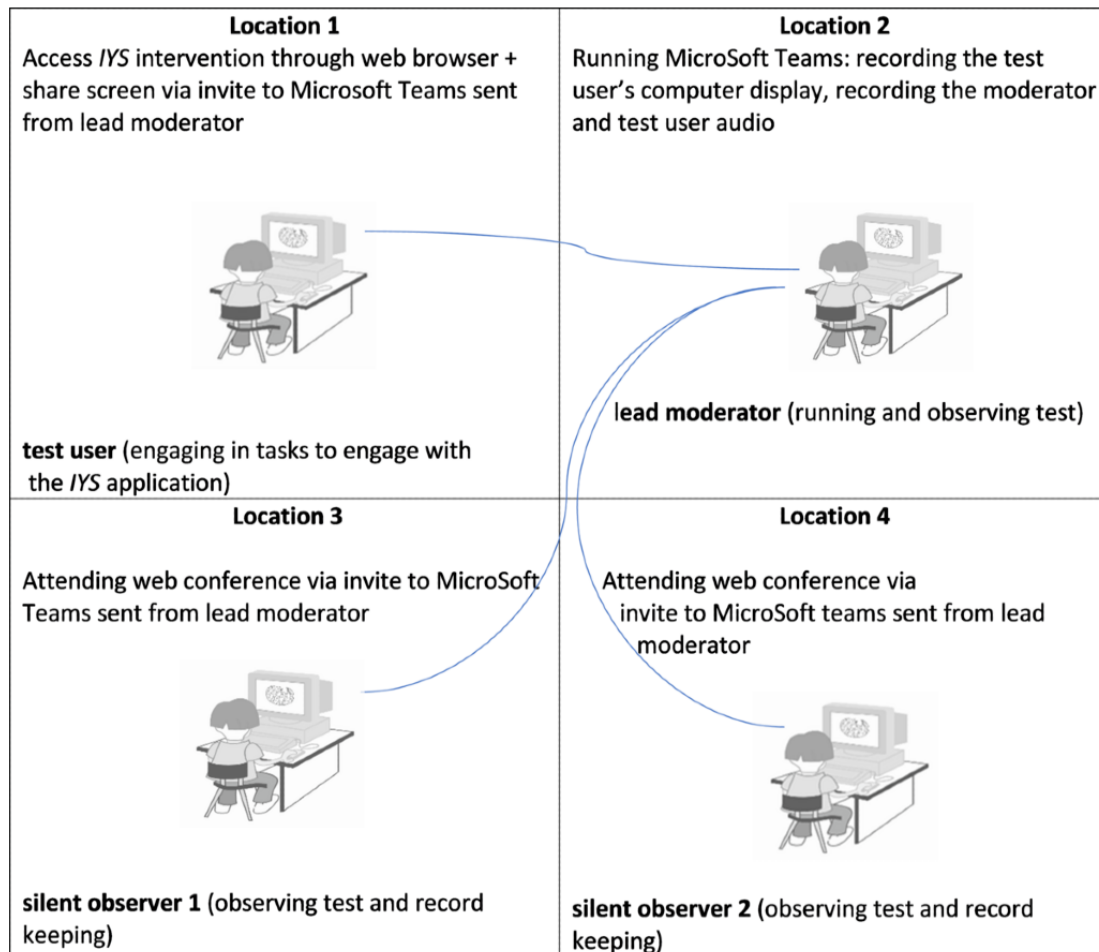 Location 1
Access IYS intervention through web browser +
share screen via invite to Microsoft Teams sent
from lead moderator
test user (engaging in tasks to engage with
the IYS application)
Location 2
Running MicroSoft Teams: recording the test
user’s computer display, recording the moderator
and test user audio
lead moderator (running and observing test)
Location 3
Attending web conference via invite to MicroSoft
Teams sent from lead moderator
silent observer 1 (observing test and record
keeping)
Location 4
Attending web conference via
invite to MicroSoft teams sent from lead
moderator
silent observer 2 (observing test and record
keeping)